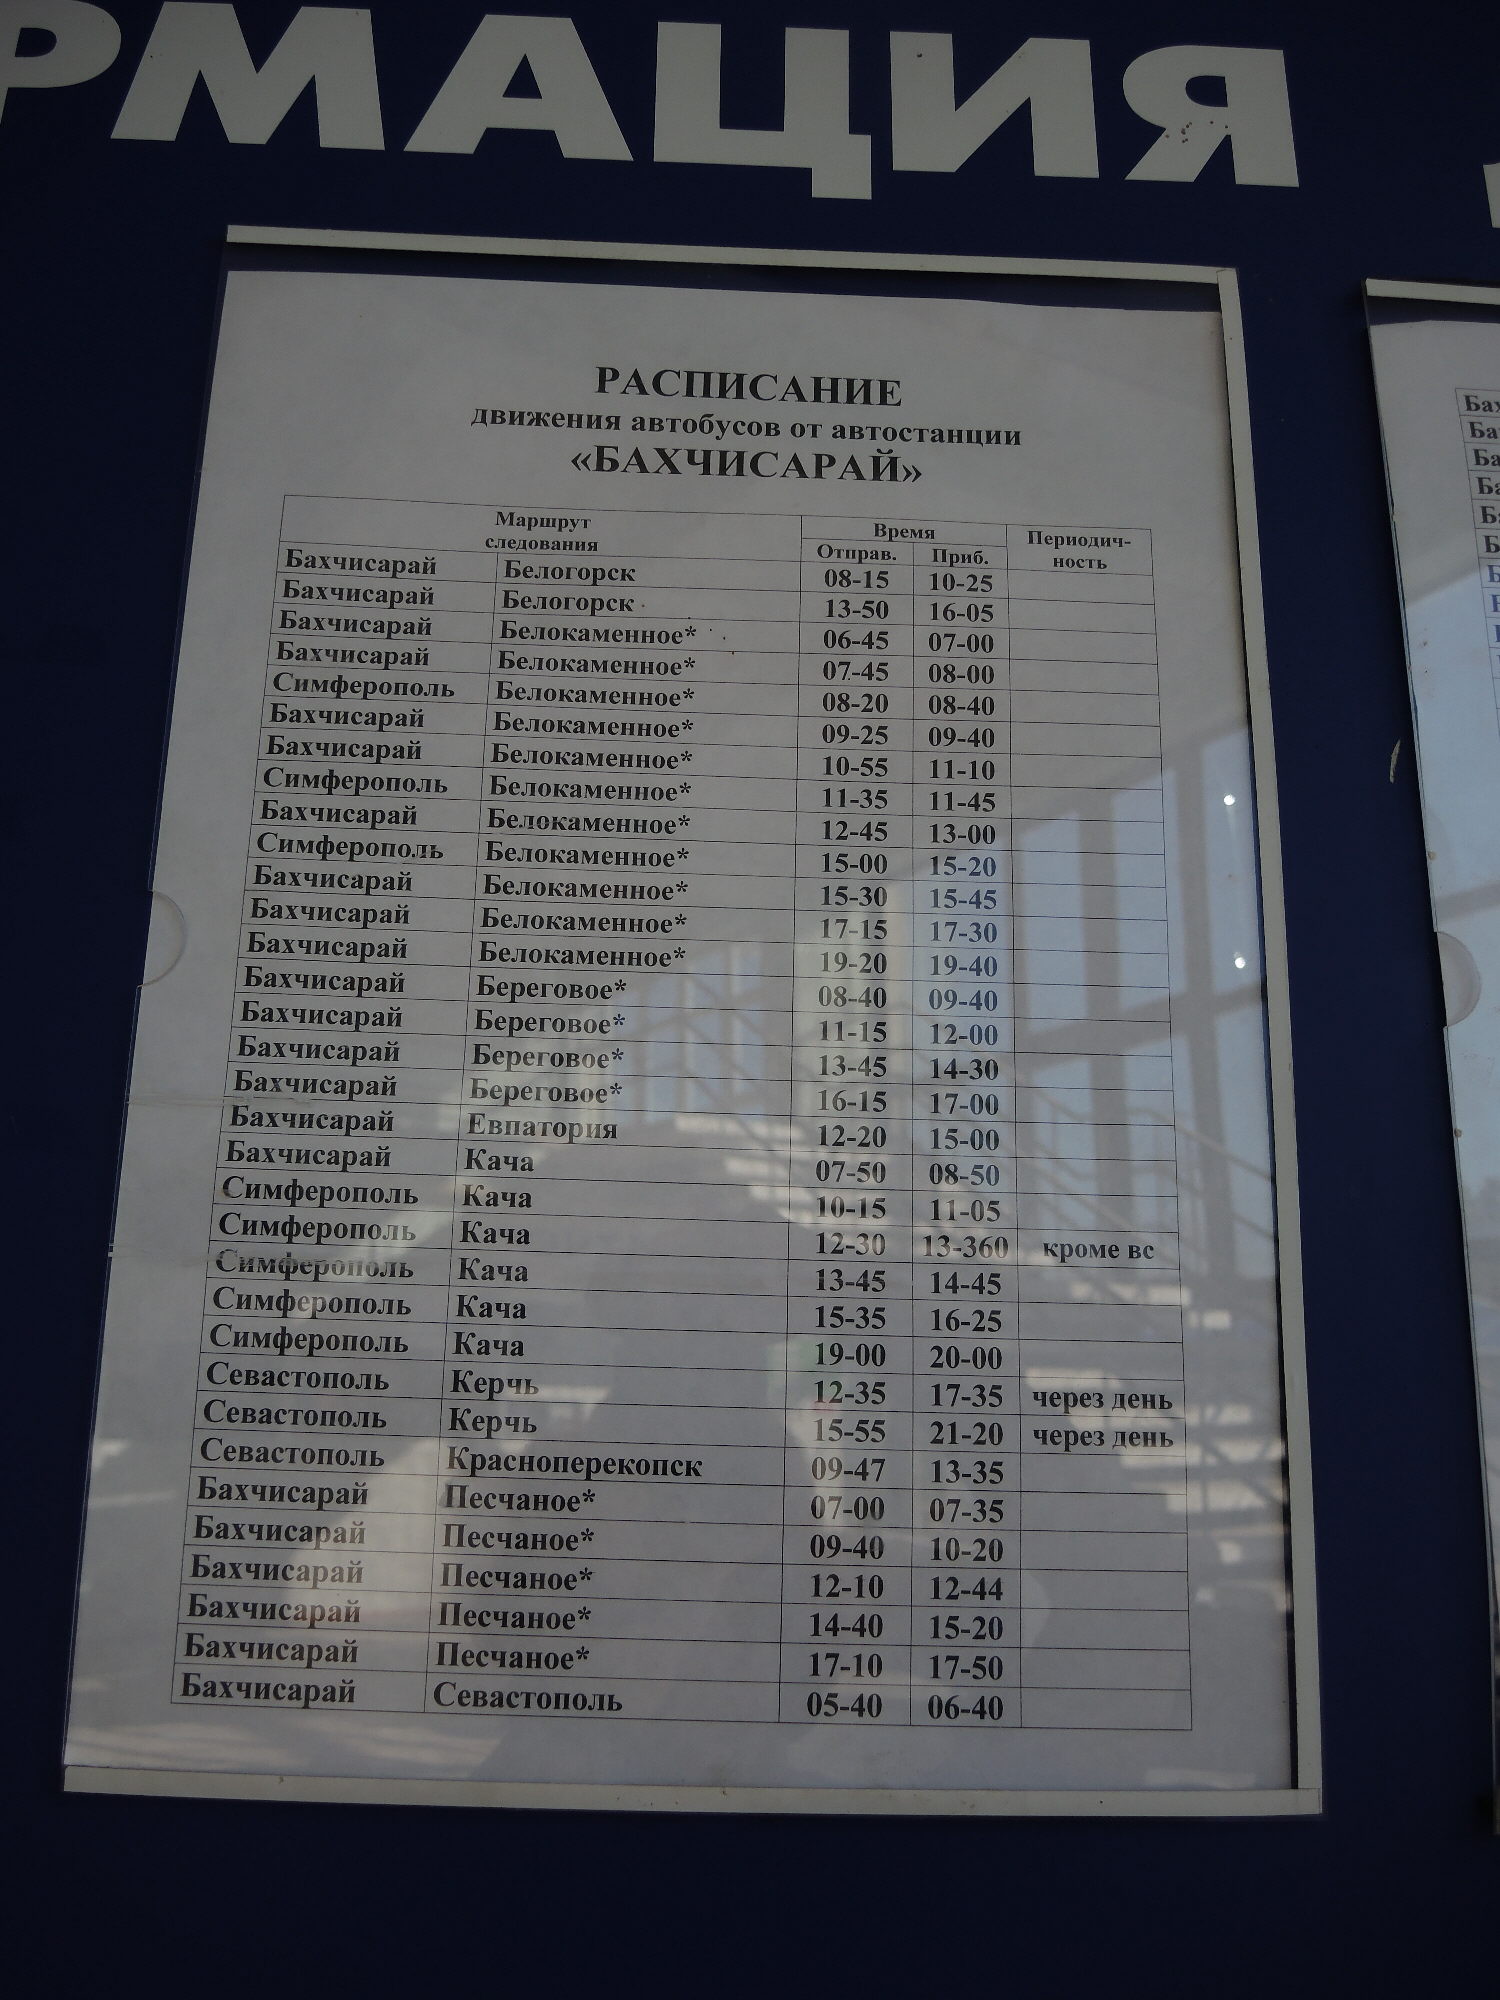 РМАЦИЯ
РАСПИСАНИЕ
движения автобусов от автостанции
«БАХЧИСАРАЙ»
Маршрут следования Время Периодичность
Отправ. Приб.
Бахчисарай Белогорск 08-15 10-25
Бахчисарай Белогорск 13-50 16-05
Бахчисарай Белокаменное* 06-45 07-00
Бахчисарай Белокаменное* 07-45 08-00
Симферополь Белокаменное* 08-20 08-40
Бахчисарай Белокаменное* 09-25 09-40
Бахчисарай Белокаменное* 10-55 11-10
Симферополь Белокаменное* 11-35 11-45
Бахчисарай Белокаменное* 12-45 13-00
Симферополь Белокаменное* 15-00 15-20
Бахчисарай Белокаменное* 15-30 15-45
Бахчисарай Белокаменное* 17-15 17-30
Бахчисарай Белокаменное* 19-20 19-40
Бахчисарай Береговое* 08-40 09-40
Бахчисарай Береговое* 11-15 12-00
Бахчисарай Береговое* 13-45 14-30
Бахчисарай Береговое* 16-15 17-00
Бахчисарай Евпатория 12-20 15-00
Бахчисарай Кача 07-50 08-50
Симферополь Кача 10-15 11-05
Симферополь Кача 12-30 13-360 кроме вс
Симферополь Кача 13-45 14-45
Симферополь Кача 15-35 16-25
Симферополь Кача 19-00 20-00
Севастополь Керчь 12-35 17-35 через день
Севастополь Керчь 15-55 21-20 через день
Севастополь Красноперекопск 09-47 13-35
Бахчисарай Песчаное* 07-00 07-35
Бахчисарай Песчаное* 09-40 10-20
Бахчисарай Песчаное* 12-10 12-44
Бахчисарай Песчаное* 14-40 15-20
Бахчисарай Песчаное* 17-10 17-50
Бахчисарай Севастополь 05-40 06-40